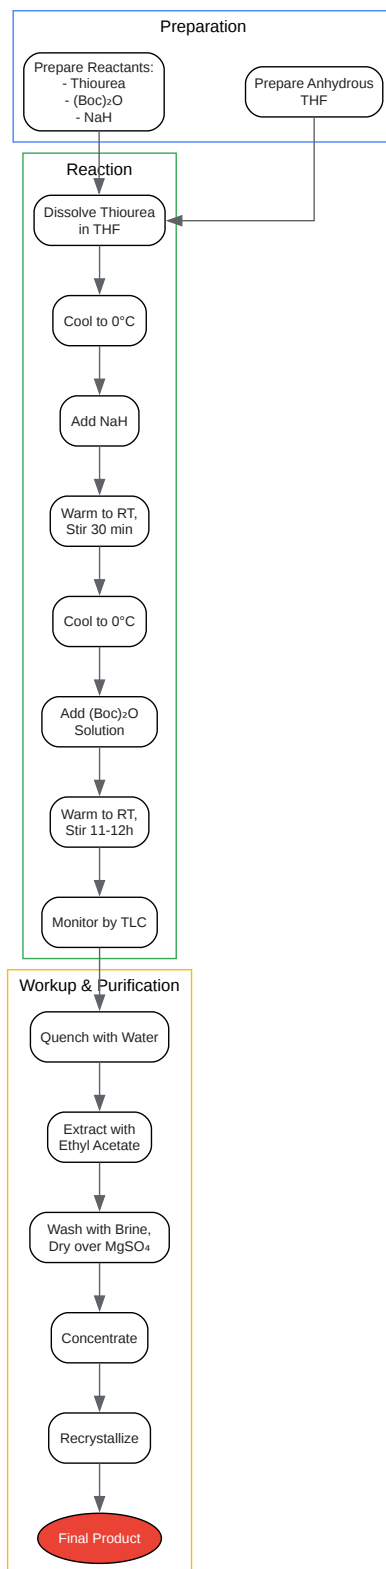 Preparation
Prepare Reactants:
- Thiourea
- (Boc)₂O
- NaH
Prepare Anhydrous
THF
Reaction
Dissolve Thiourea
in THF
Cool to 0°C
Add NaH
Warm to RT,
Stir 30 min
Cool to 0°C
Add (Boc)₂O
Solution
Warm to RT,
Stir 11-12h
Monitor by TLC
Workup & Purification
Quench with Water
Extract with
Ethyl Acetate
Wash with Brine,
Dry over MgSO₄
Concentrate
Recrystallize
Final Product